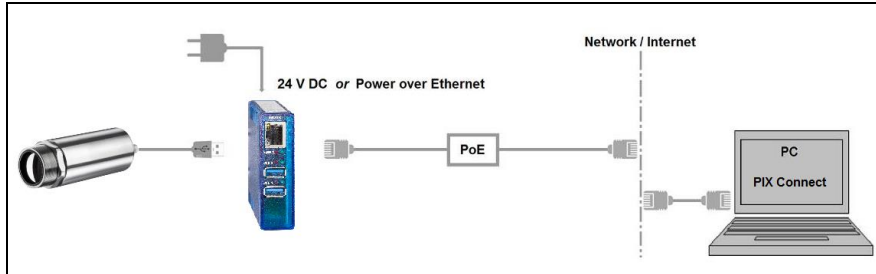 Network / Internet
24 V DC or Power over Ethernet
PoE
PC
PIX Connect